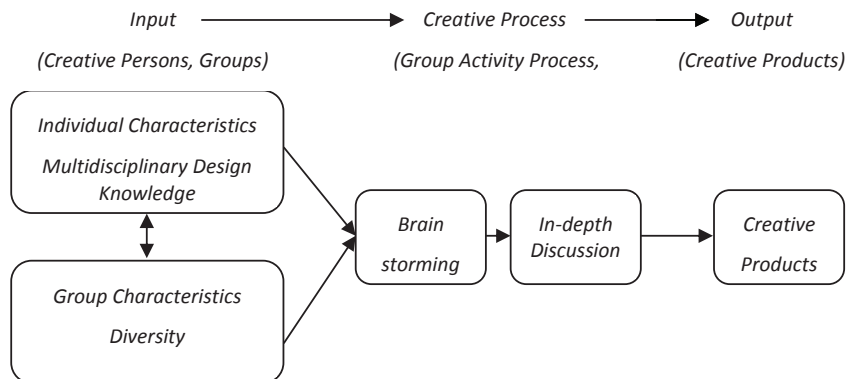 Input
Creative Process
Output
(Creative Persons, Groups)
(Group Activity Process,
(Creative Products)
Individual Characteristics
Multidisciplinary Design
Knowledge
Group Characteristics
Diversity
Brain
storming
In-depth
Discussion
Creative
Products